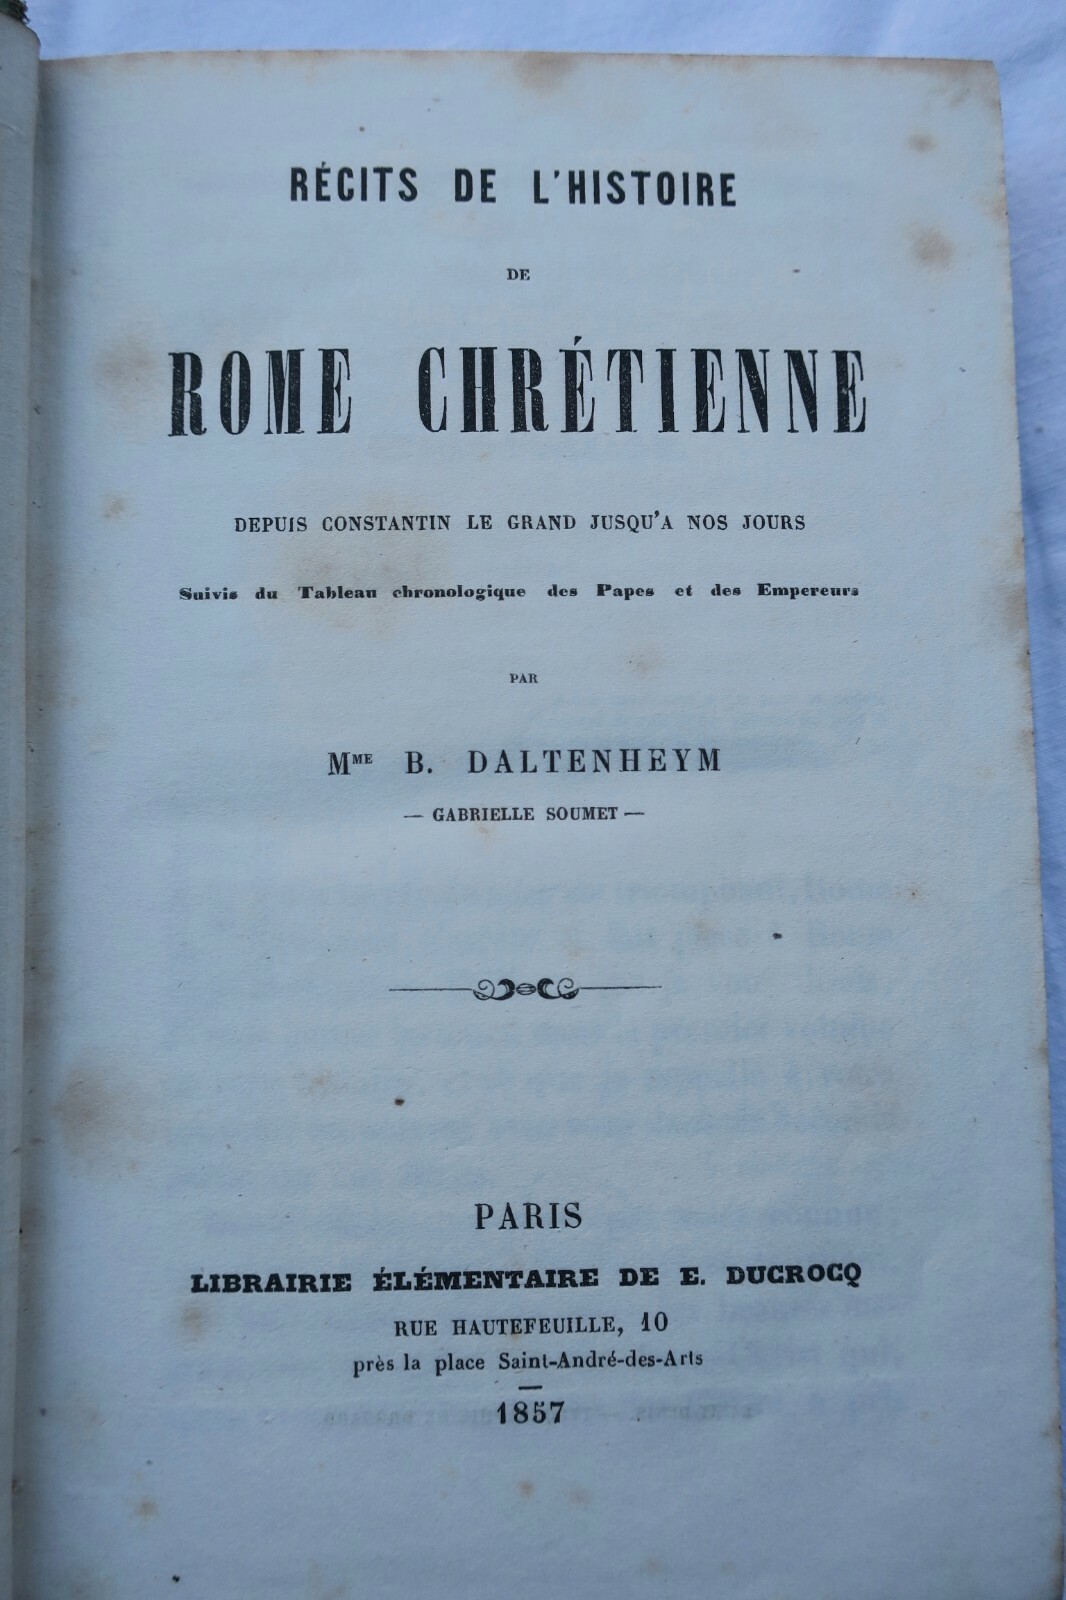 RÉCITS DE L'HISTOIRE
DE
ROME CHRÉTIENNE
DEPUIS CONSTANTIN LE GRAND JUSQU'A NOS JOURS
Suivis du Tableau chronologique des Papes et des Empereurs
PAR
MME B. DALTENHEYM
— GABRIELLE SOUMET —
PARIS
LIBRAIRIE ÉLÉMENTAIRE DE E. DUCROCQ
RUE HAUTEFEUILLE, 10
près la place Saint-André-des-Arts
1857